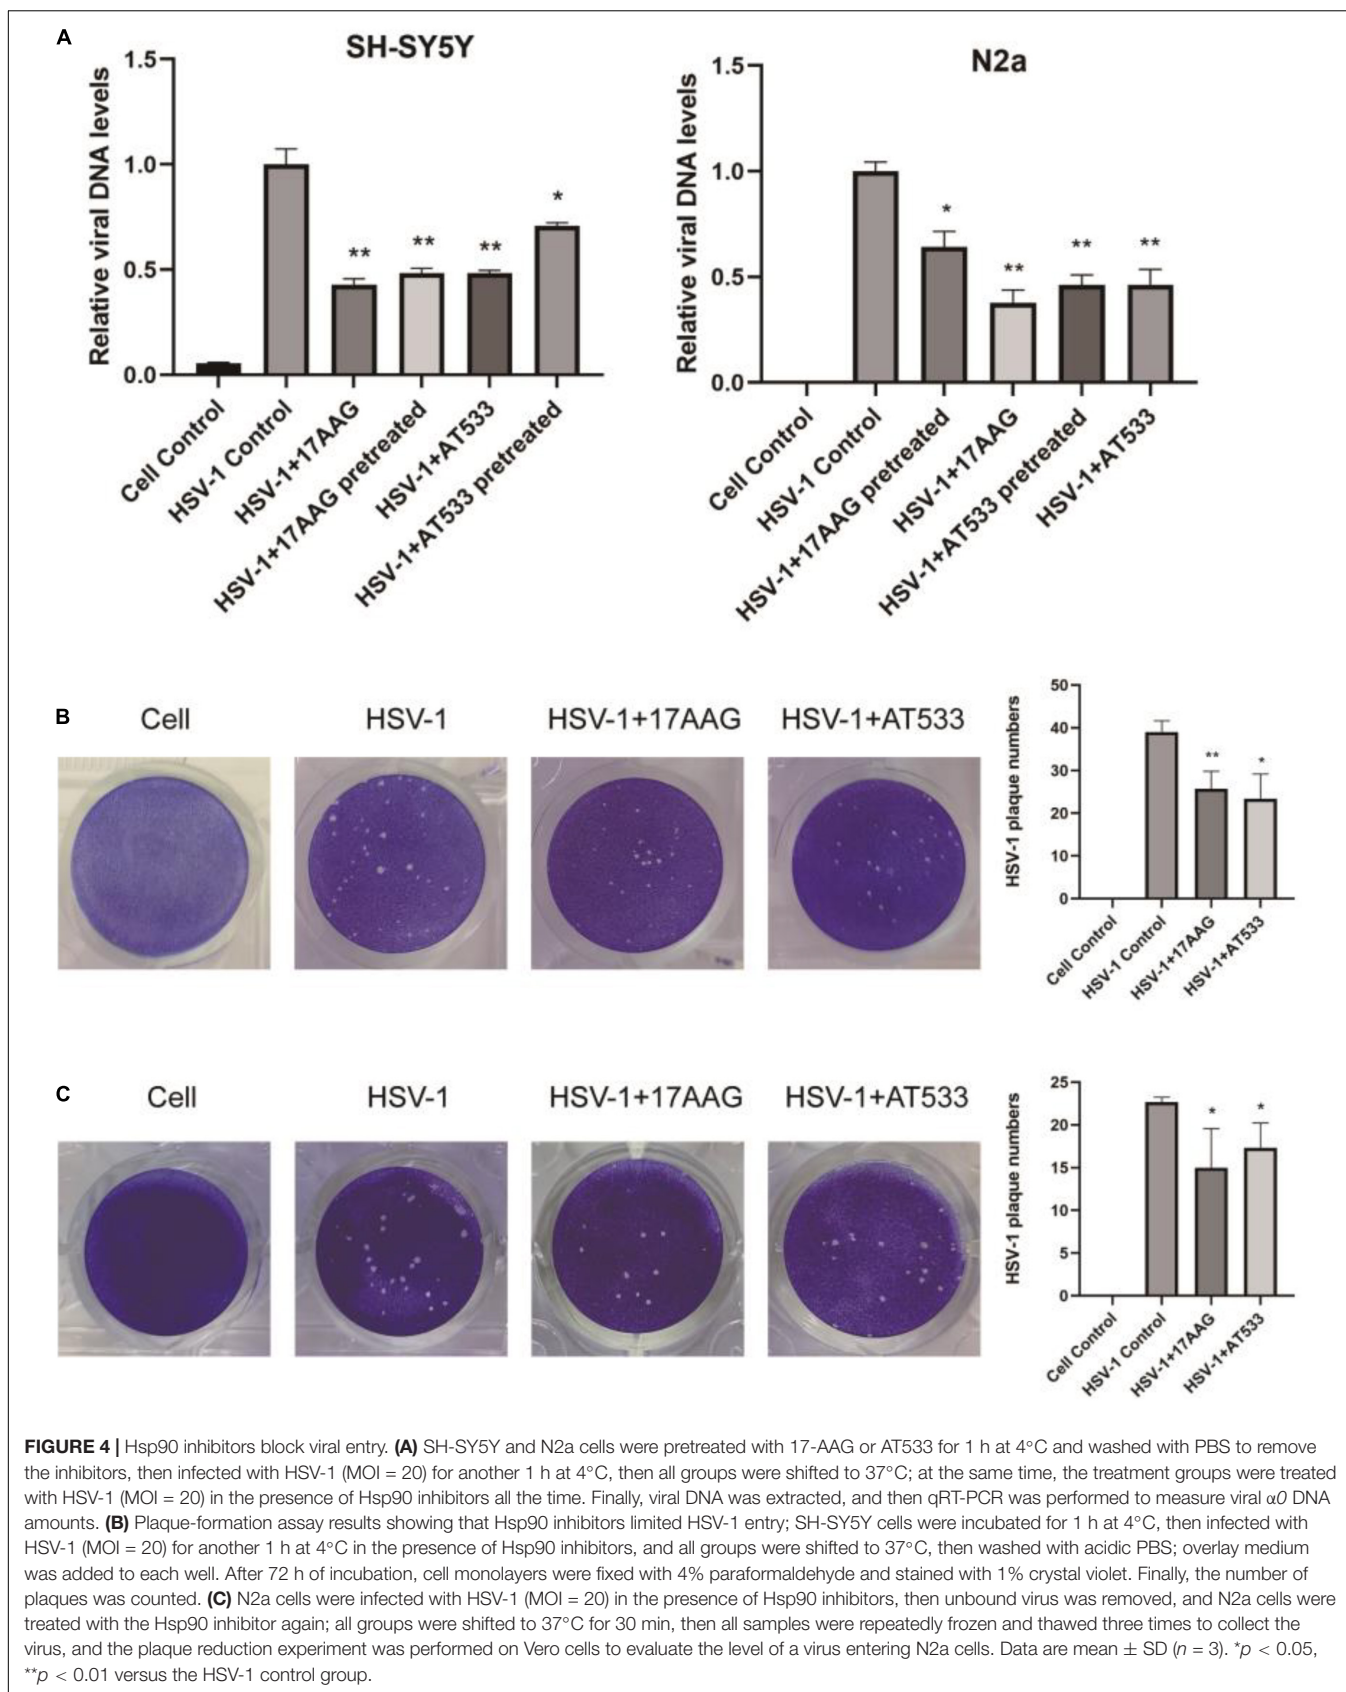 A
SH-SY5Y
Relative viral DNA levels
1.5
1.0
0.5
0.0
**
**
**
*
Cell Control
HSV-1 Control
HSV-1+17AAG
HSV-1+17AAG pretreated
HSV-1+AT533
HSV-1+AT533 pretreated
N2a
Relative viral DNA levels
1.5
1.0
0.5
0.0
*
**
**
**
Cell Control
HSV-1 Control
HSV-1+17AAG pretreated
HSV-1+17AAG
HSV-1+AT533 pretreated
HSV-1+AT533
B
Cell
HSV-1
HSV-1+17AAG
HSV-1+AT533
HSV-1 plaque numbers
50
40
30
20
10
0
**
*
Cell Control
HSV-1 Control
HSV-1+17AAG
HSV-1+AT533
C
Cell
HSV-1
HSV-1+17AAG
HSV-1+AT533
HSV-1 plaque numbers
25
20
15
10
5
0
*
*
Cell Control
HSV-1 Control
HSV-1+17AAG
HSV-1+AT533
FIGURE 4 | Hsp90 inhibitors block viral entry. (A) SH-SY5Y and N2a cells were pretreated with 17-AAG or AT533 for 1 h at 4°C and washed with PBS to remove
the inhibitors, then infected with HSV-1 (MOI = 20) for another 1 h at 4°C, then all groups were shifted to 37°C; at the same time, the treatment groups were treated
with HSV-1 (MOI = 20) in the presence of Hsp90 inhibitors all the time. Finally, viral DNA was extracted, and then qRT-PCR was performed to measure viral α0 DNA
amounts. (B) Plaque-formation assay results showing that Hsp90 inhibitors limited HSV-1 entry; SH-SY5Y cells were incubated for 1 h at 4°C, then infected with
HSV-1 (MOI = 20) for another 1 h at 4°C in the presence of Hsp90 inhibitors, and all groups were shifted to 37°C, then washed with acidic PBS; overlay medium
was added to each well. After 72 h of incubation, cell monolayers were fixed with 4% paraformaldehyde and stained with 1% crystal violet. Finally, the number of
plaques was counted. (C) N2a cells were infected with HSV-1 (MOI = 20) in the presence of Hsp90 inhibitors, then unbound virus was removed, and N2a cells were
treated with the Hsp90 inhibitor again; all groups were shifted to 37°C for 30 min, then all samples were repeatedly frozen and thawed three times to collect the
virus, and the plaque reduction experiment was performed on Vero cells to evaluate the level of a virus entering N2a cells. Data are mean ± SD (n = 3). *p < 0.05,
**p < 0.01 versus the HSV-1 control group.